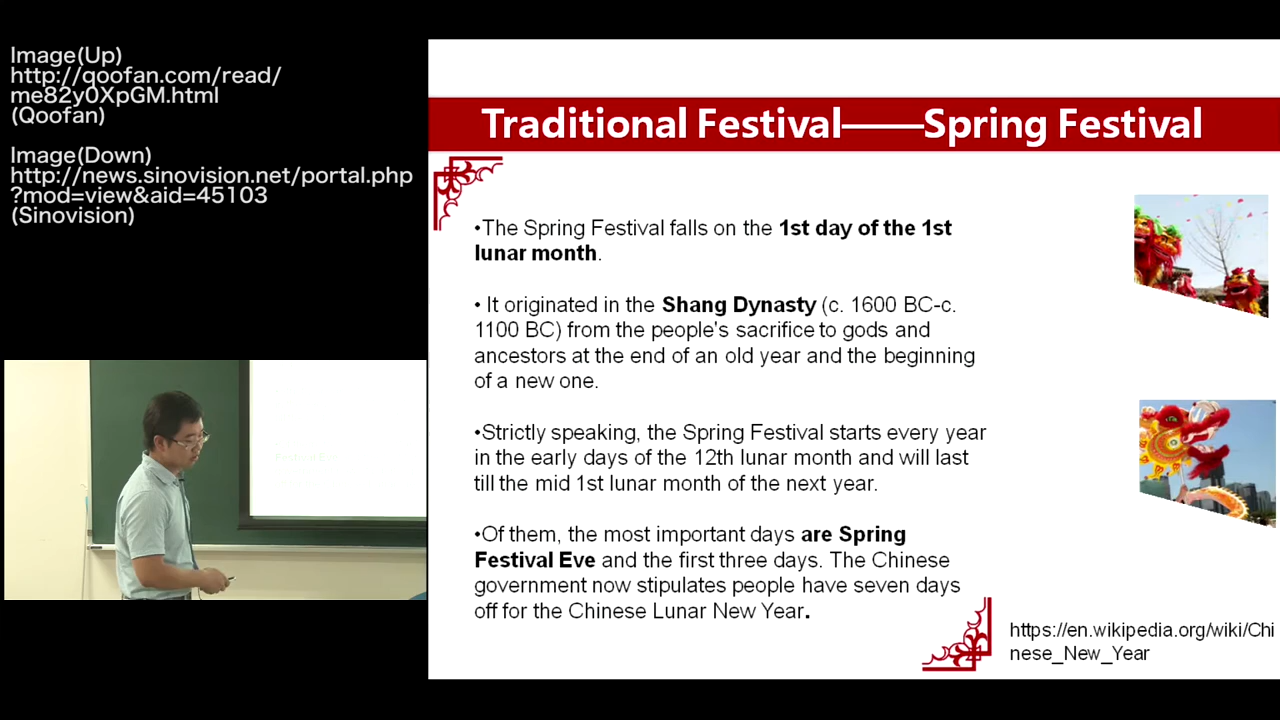 Image(Up)
http://qoofan.com/read/
me82y0XpGM.html
(Qoofan)
Image(Down)
http://news.sinovision.net/portal.php
?mod=view&aid=45103
(Sinovision)
Traditional Festival——Spring Festival
•The Spring Festival falls on the 1st day of the 1st
lunar month.
• It originated in the Shang Dynasty (c. 1600 BC-c.
1100 BC) from the people's sacrifice to gods and
ancestors at the end of an old year and the beginning
of a new one.
•Strictly speaking, the Spring Festival starts every year
in the early days of the 12th lunar month and will last
till the mid 1st lunar month of the next year.
•Of them, the most important days are Spring
Festival Eve and the first three days. The Chinese
government now stipulates people have seven days
off for the Chinese Lunar New Year.
https://en.wikipedia.org/wiki/Chi
nese_New_Year